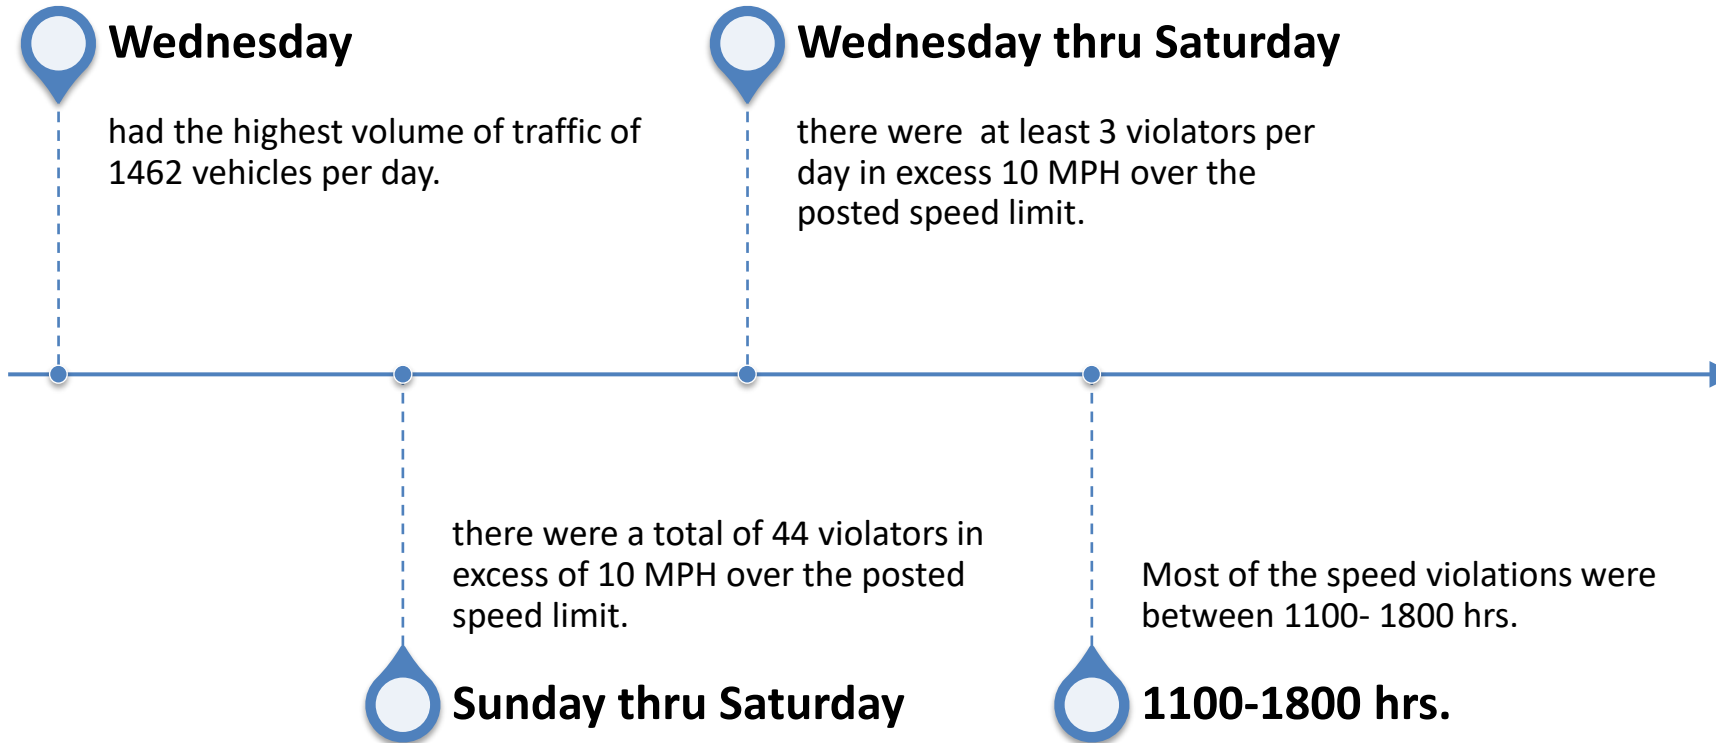 Wednesday
had the highest volume of traffic of
1462 vehicles per day.
there were a total of 44 violators in
excess of 10 MPH over the posted
speed limit.
Sunday thru Saturday
Wednesday thru Saturday
there were  at least 3 violators per
day in excess 10 MPH over the
posted speed limit.
Most of the speed violations were
between 1100- 1800 hrs.
1100-1800 hrs.